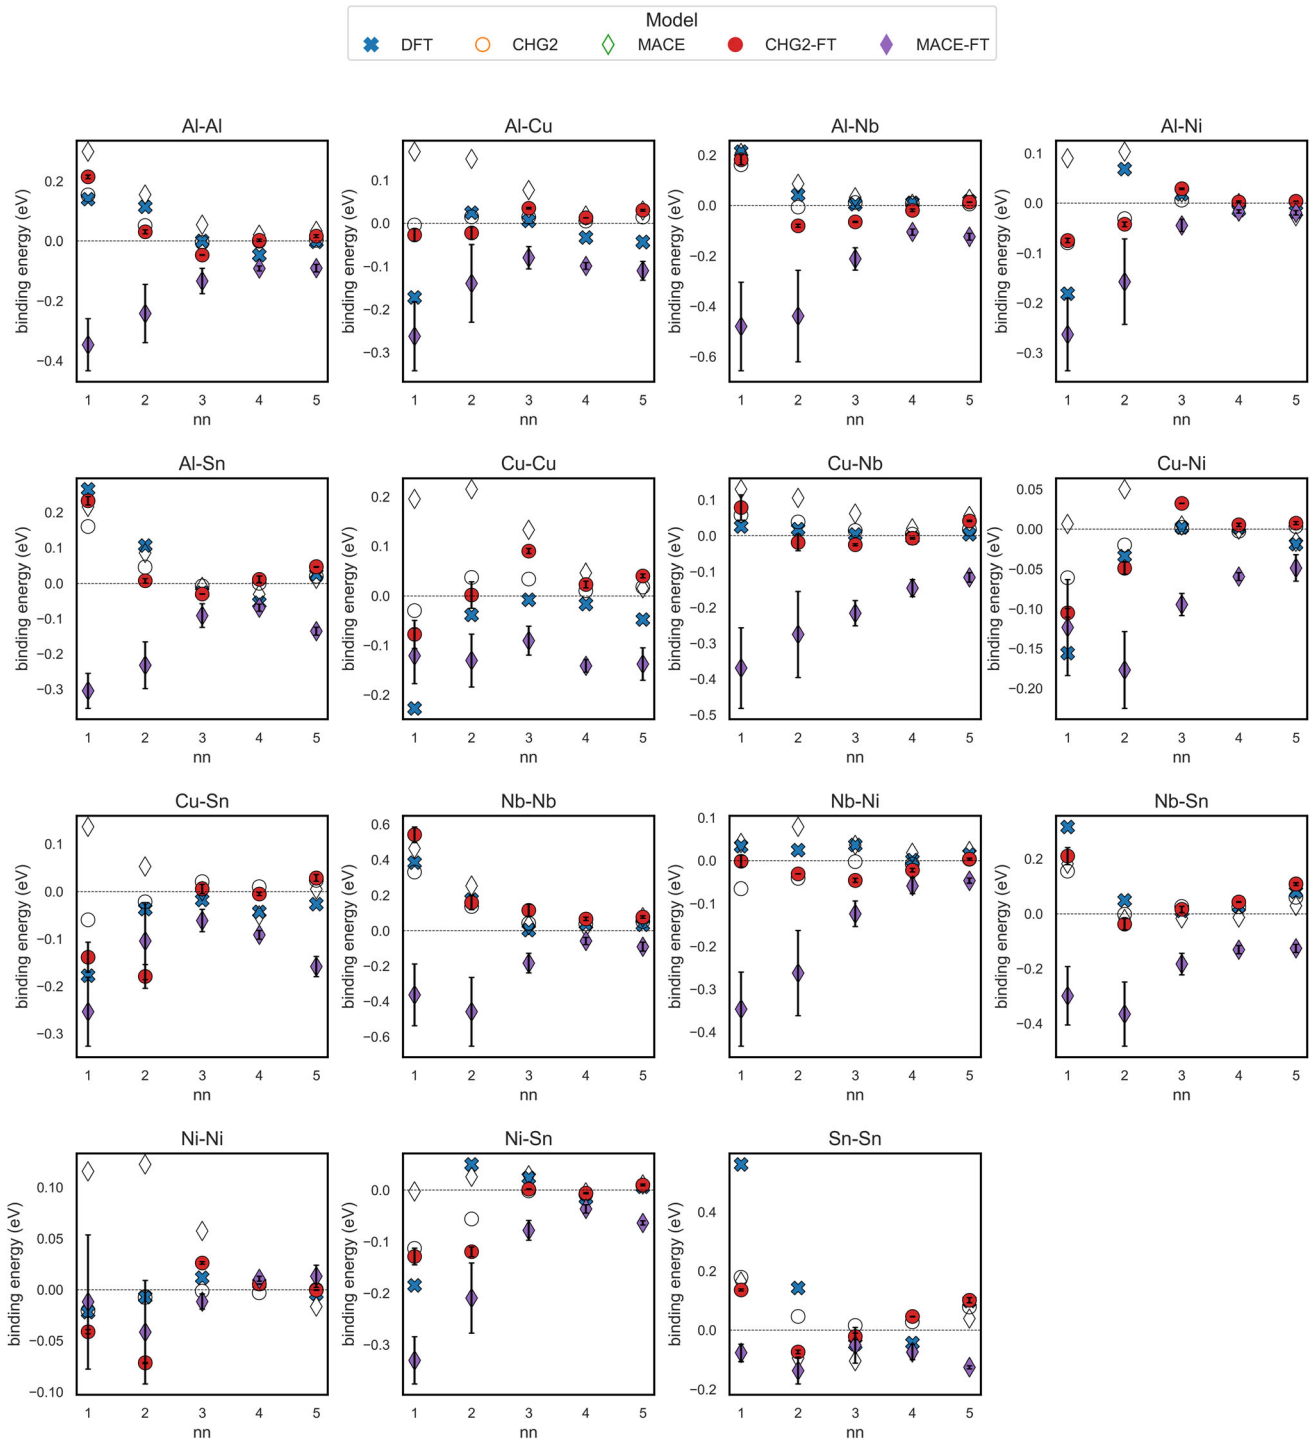 Model
DFT CHG2 MACE CHG2-FT MACE-FT
Al-Al Al-Cu Al-Nb Al-Ni
binding energy (eV) 0.2 0.0 −0.2 −0.4
binding energy (eV) 0.1 0.0 −0.1 −0.2 −0.3
binding energy (eV) 0.2 0.0 −0.2 −0.4 −0.6
binding energy (eV) 0.1 0.0 −0.1 −0.2 −0.3
1 2 3 4 5 1 2 3 4 5 1 2 3 4 5 1 2 3 4 5
nn nn nn nn
Al-Sn Cu-Cu Cu-Nb Cu-Ni
binding energy (eV) 0.2 0.1 0.0 −0.1 −0.2 −0.3
binding energy (eV) 0.2 0.1 0.0 −0.1 −0.2
binding energy (eV) 0.1 0.0 −0.1 −0.2 −0.3 −0.4 −0.5
binding energy (eV) 0.05 0.00 −0.05 −0.10 −0.15 −0.20
1 2 3 4 5 1 2 3 4 5 1 2 3 4 5 1 2 3 4 5
nn nn nn nn
Cu-Sn Nb-Nb Nb-Ni Nb-Sn
binding energy (eV) 0.1 0.0 −0.1 −0.2 −0.3
binding energy (eV) 0.6 0.4 0.2 0.0 −0.2 −0.4 −0.6
binding energy (eV) 0.1 0.0 −0.1 −0.2 −0.3 −0.4
binding energy (eV) 0.2 0.0 −0.2 −0.4
1 2 3 4 5 1 2 3 4 5 1 2 3 4 5 1 2 3 4 5
nn nn nn nn
Ni-Ni Ni-Sn Sn-Sn
binding energy (eV) 0.10 0.05 0.00 −0.05 −0.10
binding energy (eV) 0.0 −0.1 −0.2 −0.3
binding energy (eV) 0.4 0.2 0.0 −0.2
1 2 3 4 5 1 2 3 4 5 1 2 3 4 5
nn nn nn